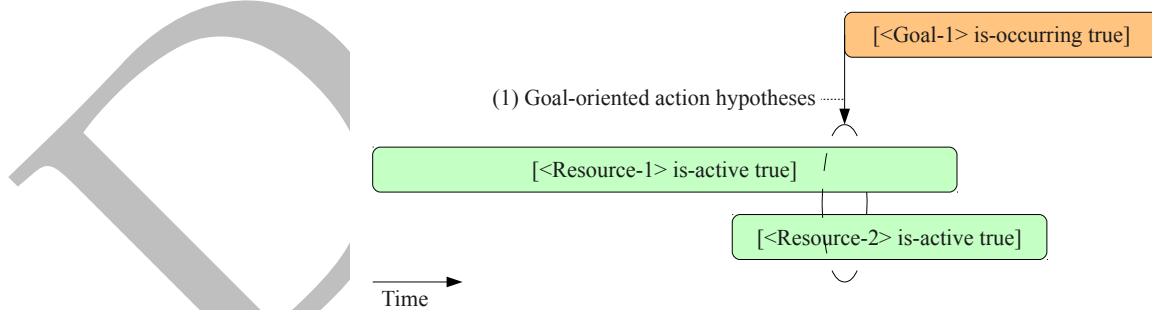 [<Goal-1> is-occurring true]
(1) Goal-oriented action hypotheses
[<Resource-1> is-active true]
[<Resource-2> is-active true]
Time